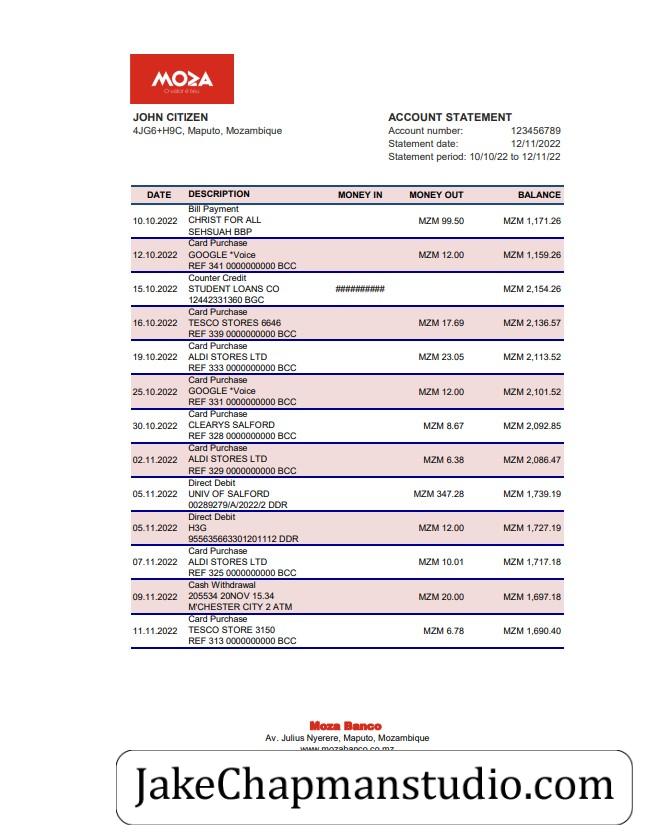 MOZA
O valor é seu
JOHN CITIZEN
4JG6+H9C, Maputo, Mozambique
ACCOUNT STATEMENT
Account number: 123456789
Statement date: 12/11/2022
Statement period: 10/10/22 to 12/11/22
DATE DESCRIPTION MONEY IN MONEY OUT BALANCE
Bill Payment
10.10.2022 CHRIST FOR ALL MZM 99.50 MZM 1,171.26
SEHSUAH BBP
Card Purchase
12.10.2022 GOOGLE *Voice MZM 12.00 MZM 1,159.26
REF 341 0000000000 BCC
Counter Credit
15.10.2022 STUDENT LOANS CO ########## MZM 2,154.26
12442331360 BGC
Card Purchase
16.10.2022 TESCO STORES 6646 MZM 17.69 MZM 2,136.57
REF 339 0000000000 BCC
Card Purchase
19.10.2022 ALDI STORES LTD MZM 23.05 MZM 2,113.52
REF 333 0000000000 BCC
Card Purchase
25.10.2022 GOOGLE *Voice MZM 12.00 MZM 2,101.52
REF 331 0000000000 BCC
Card Purchase
30.10.2022 CLEARYS SALFORD MZM 8.67 MZM 2,092.85
REF 328 0000000000 BCC
Card Purchase
02.11.2022 ALDI STORES LTD MZM 6.38 MZM 2,086.47
REF 329 0000000000 BCC
Direct Debit
05.11.2022 UNIV OF SALFORD MZM 347.28 MZM 1,739.19
00289279/A/2022/2 DDR
Direct Debit
05.11.2022 H3G MZM 12.00 MZM 1,727.19
955635663301201112 DDR
Card Purchase
07.11.2022 ALDI STORES LTD MZM 10.01 MZM 1,717.18
REF 325 0000000000 BCC
Cash Withdrawal
09.11.2022 205534 20NOV 15.34 MZM 20.00 MZM 1,697.18
M'CHESTER CITY 2 ATM
Card Purchase
11.11.2022 TESCO STORE 3150 MZM 6.78 MZM 1,690.40
REF 313 0000000000 BCC
Moza Banco
Av. Julius Nyerere, Maputo, Mozambique
www.mozabanco.co.mz
JakeChapmanstudio.com